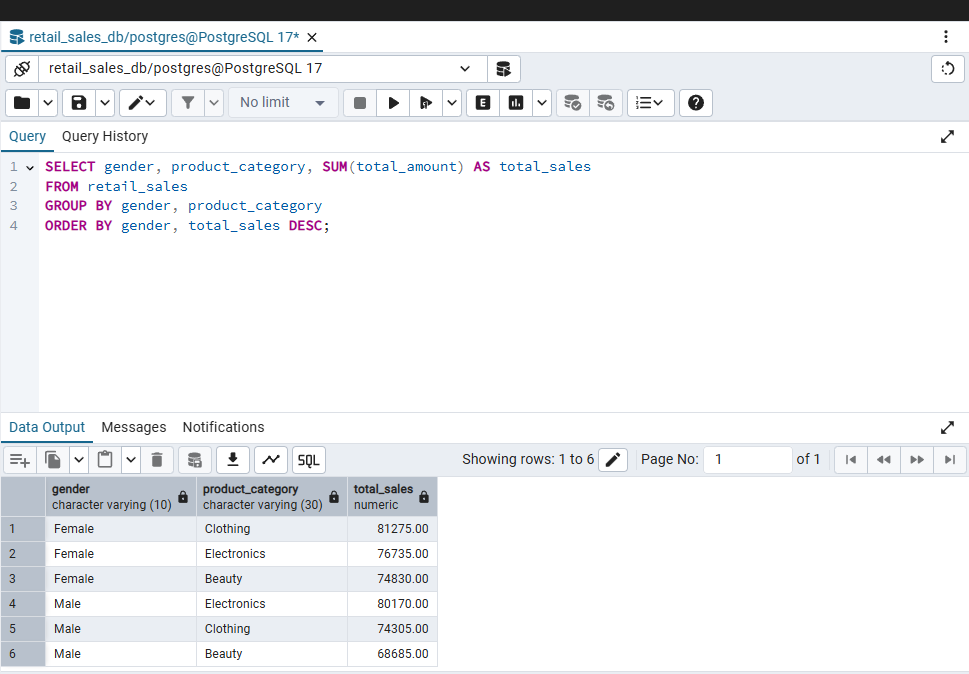 retail_sales_db/postgres@PostgreSQL 17*
retail_sales_db/postgres@PostgreSQL 17
No limit
E
Query Query History
1 SELECT gender, product_category, SUM(total_amount) AS total_sales
2 FROM retail_sales
3 GROUP BY gender, product_category
4 ORDER BY gender, total_sales DESC;
Data Output Messages Notifications
SQL Showing rows: 1 to 6 Page No: 1 of 1
gender product_category total_sales
character varying (10) character varying (30) numeric
1 Female Clothing 81275.00
2 Female Electronics 76735.00
3 Female Beauty 74830.00
4 Male Electronics 80170.00
5 Male Clothing 74305.00
6 Male Beauty 68685.00